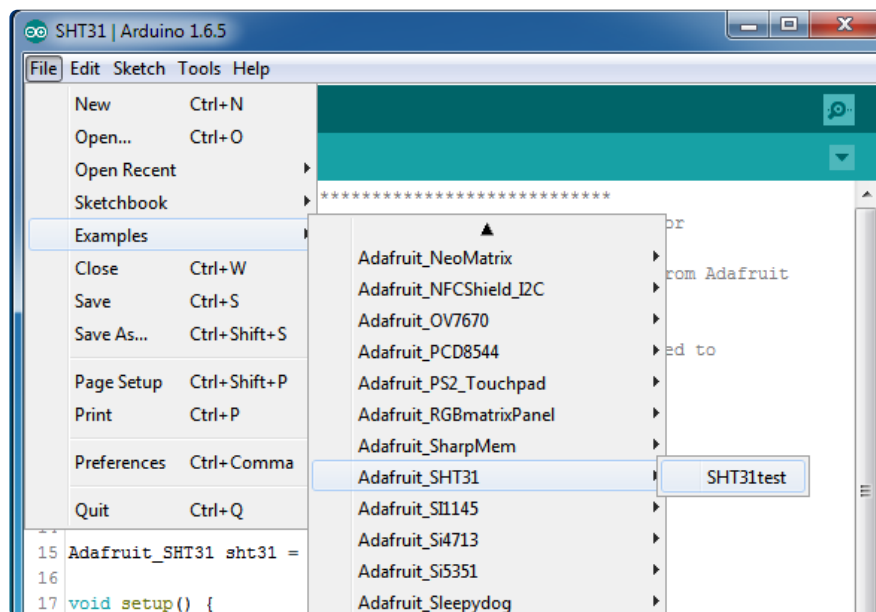 SHT31 | Arduino 1.6.5
File Edit Sketch Tools Help
New Ctrl+N
Open... Ctrl+O
Open Recent
Sketchbook
Examples
Close Ctrl+W
Save Ctrl+S
Save As... Ctrl+Shift+S
Page Setup Ctrl+Shift+P
Print Ctrl+P
Preferences Ctrl+Comma
Quit Ctrl+Q
Adafruit_NeoMatrix
Adafruit_NFCShield_I2C
Adafruit_OV7670
Adafruit_PCD8544
Adafruit_PS2_Touchpad
Adafruit_RGBmatrixPanel
Adafruit_SharpMem
Adafruit_SHT31
Adafruit_SI1145
Adafruit_Si4713
Adafruit_Si5351
Adafruit_Sleepydog
SHT31test
****************************
or
rom Adafruit
ed to
15 Adafruit_SHT31 sht31 =
16
17 void setup() {